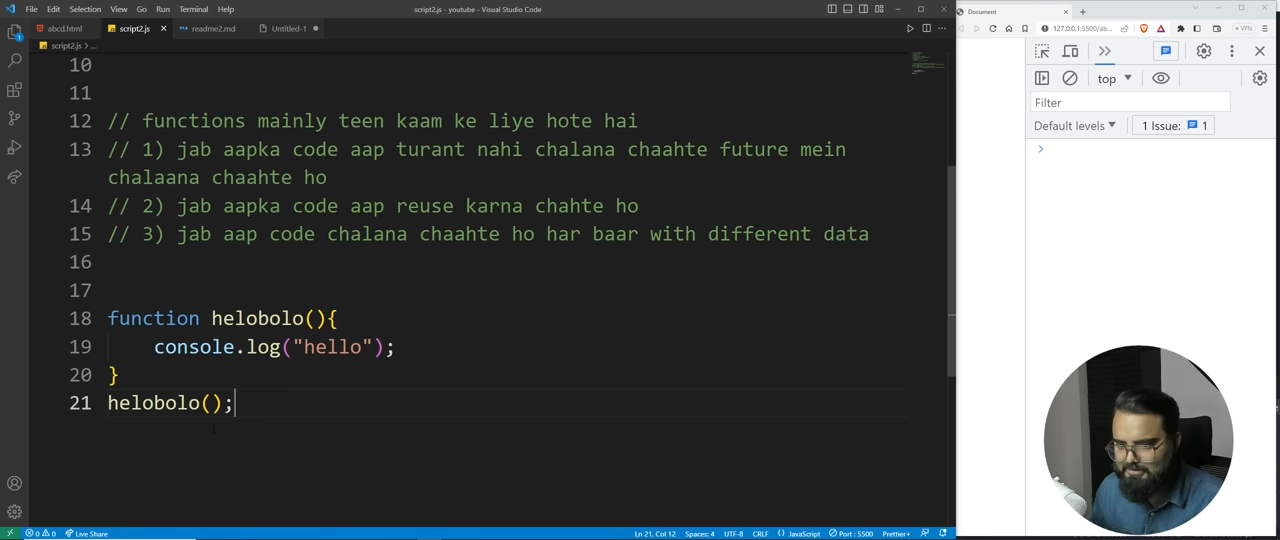 File Edit Selection View Go Run Terminal Help
script2.js - youtube - Visual Studio Code
abcd.html script2.js readme2.md Untitled-1
script2.js > ...
10
11
12 // functions mainly teen kaam ke liye hote hai
13 // 1) jab aapka code aap turant nahi chalana chaahte future mein
chalaana chaahte ho
14 // 2) jab aapka code aap reuse karna chahte ho
15 // 3) jab aap code chalana chaahte ho har baar with different data
16
17
18 function helobolo(){
19 console.log("hello");
20 }
21 helobolo();
0 0 Live Share
Ln 21, Col 12 Spaces: 4 UTF-8 CRLF {} JavaScript Port : 5500 Prettier+
Document
127.0.0.1:5500/ab...
VPN
top
Filter
Default levels 1 Issue: 1